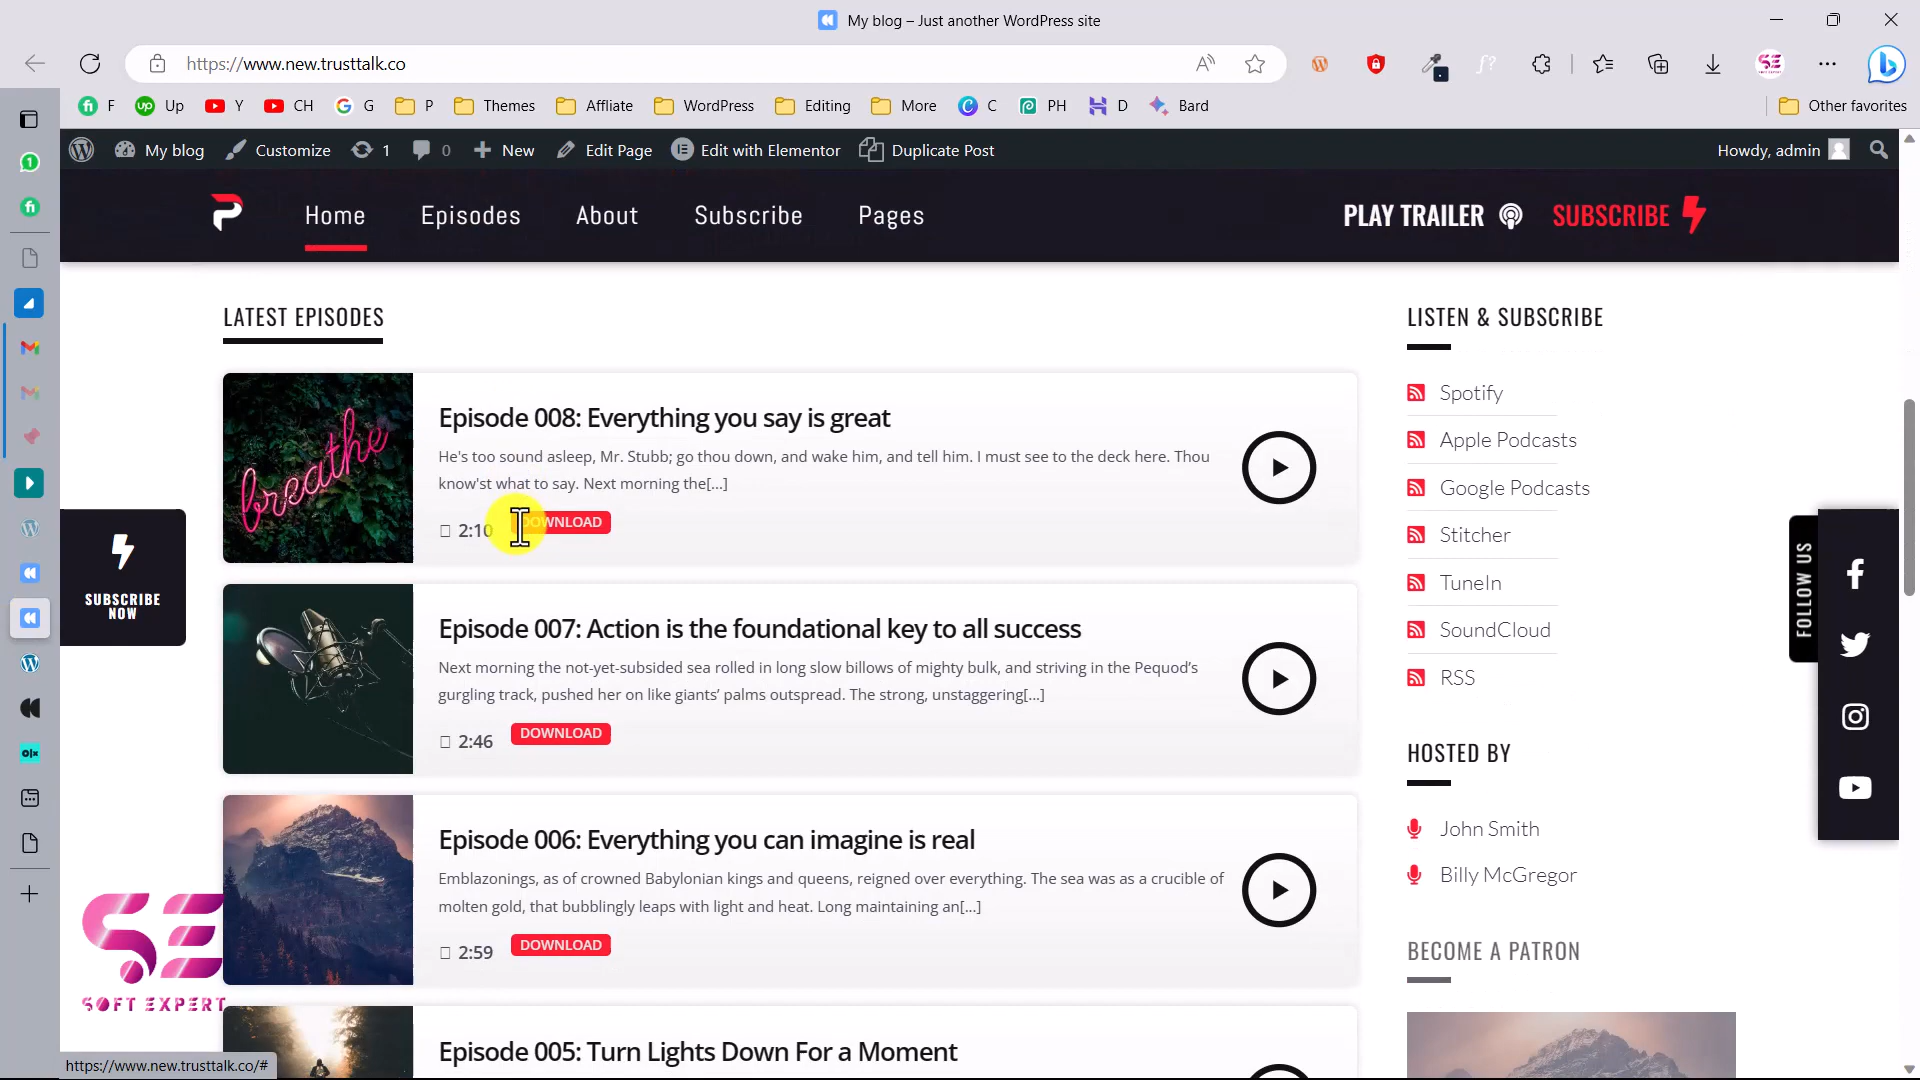 My blog – Just another WordPress site
https://www.new.trusttalk.co
F Up Y CH G P Themes Affliate WordPress Editing More C PH D Bard Other favorites
My blog Customize 1 0 New Edit Page Edit with Elementor Duplicate Post Howdy, admin
Home Episodes About Subscribe Pages PLAY TRAILER SUBSCRIBE
LATEST EPISODES
Episode 008: Everything you say is great
He's too sound asleep, Mr. Stubb; go thou down, and wake him, and tell him. I must see to the deck here. Thou
know'st what to say. Next morning the[...]
2:10 DOWNLOAD
breathe
Episode 007: Action is the foundational key to all success
Next morning the not-yet-subsided sea rolled in long slow billows of mighty bulk, and striving in the Pequod’s
gurgling track, pushed her on like giants’ palms outspread. The strong, unstaggering[...]
2:46 DOWNLOAD
Episode 006: Everything you can imagine is real
Emblazonings, as of crowned Babylonian kings and queens, reigned over everything. The sea was as a crucible of
molten gold, that bubblingly leaps with light and heat. Long maintaining an[...]
2:59 DOWNLOAD
Episode 005: Turn Lights Down For a Moment
LISTEN & SUBSCRIBE
Spotify
Apple Podcasts
Google Podcasts
Stitcher
TuneIn
SoundCloud
RSS
HOSTED BY
John Smith
Billy McGregor
BECOME A PATRON
SUBSCRIBE
NOW
FOLLOW US
SE
SOFT EXPERT
https://www.new.trusttalk.co/#